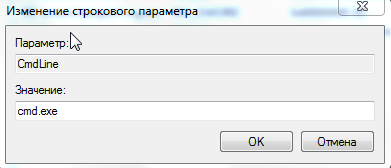 Изменение строкового параметра
Параметр:
CmdLine
Значение:
cmd.exe
OK
Отмена